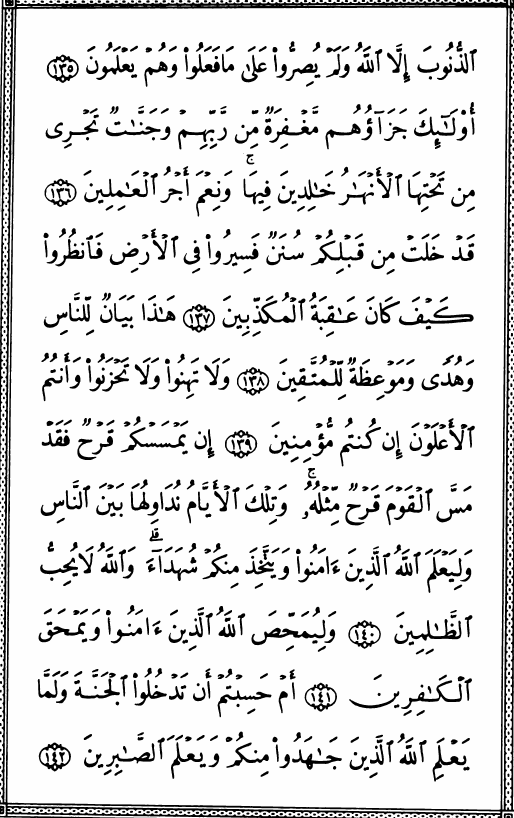 ٱلذُّنُوبَ إِلَّا ٱللَّهُ وَلَمْ يُصِرُّوا۟ عَلَىٰ مَافَعَلُوا۟ وَهُمْ يَعْلَمُونَ ١٣٥
أُو۟لَٰٓئِكَ جَزَآؤُهُم مَّغْفِرَةٌ مِّن رَّبِّهِمْ وَجَنَّٰتٌ تَجْرِى
مِن تَحْتِهَا ٱلْأَنْهَٰرُ خَٰلِدِينَ فِيهَا ۚ وَنِعْمَ أَجْرُ ٱلْعَٰمِلِينَ ١٣٦
قَدْ خَلَتْ مِن قَبْلِكُمْ سُنَنٌ فَسِيرُوا۟ فِى ٱلْأَرْضِ فَٱنظُرُوا۟
كَيْفَ كَانَ عَٰقِبَةُ ٱلْمُكَذِّبِينَ ١٣٧ هَٰذَا بَيَانٌ لِّلنَّاسِ
وَهُدًى وَمَوْعِظَةٌ لِّلْمُتَّقِينَ ١٣٨ وَلَا تَهِنُوا۟ وَلَا تَحْزَنُوا۟ وَأَنتُمُ
ٱلْأَعْلَوْنَ إِن كُنتُم مُّؤْمِنِينَ ١٣٩ إِن يَمْسَسْكُمْ قَرْحٌ فَقَدْ
مَسَّ ٱلْقَوْمَ قَرْحٌ مِّثْلُهُۥ ۚ وَتِلْكَ ٱلْأَيَّامُ نُدَاوِلُهَا بَيْنَ ٱلنَّاسِ
وَلِيَعْلَمَ ٱللَّهُ ٱلَّذِينَ ءَامَنُوا۟ وَيَتَّخِذَ مِنكُمْ شُهَدَآءَ ۗ وَٱللَّهُ لَا يُحِبُّ
ٱلظَّٰلِمِينَ ١٤٠ وَلِيُمَحِّصَ ٱللَّهُ ٱلَّذِينَ ءَامَنُوا۟ وَيَمْحَقَ
ٱلْكَٰفِرِينَ ١٤١ أَمْ حَسِبْتُمْ أَن تَدْخُلُوا۟ ٱلْجَنَّةَ وَلَمَّا
يَعْلَمِ ٱللَّهُ ٱلَّذِينَ جَٰهَدُوا۟ مِنكُمْ وَيَعْلَمَ ٱلصَّٰبِرِينَ ١٤٢